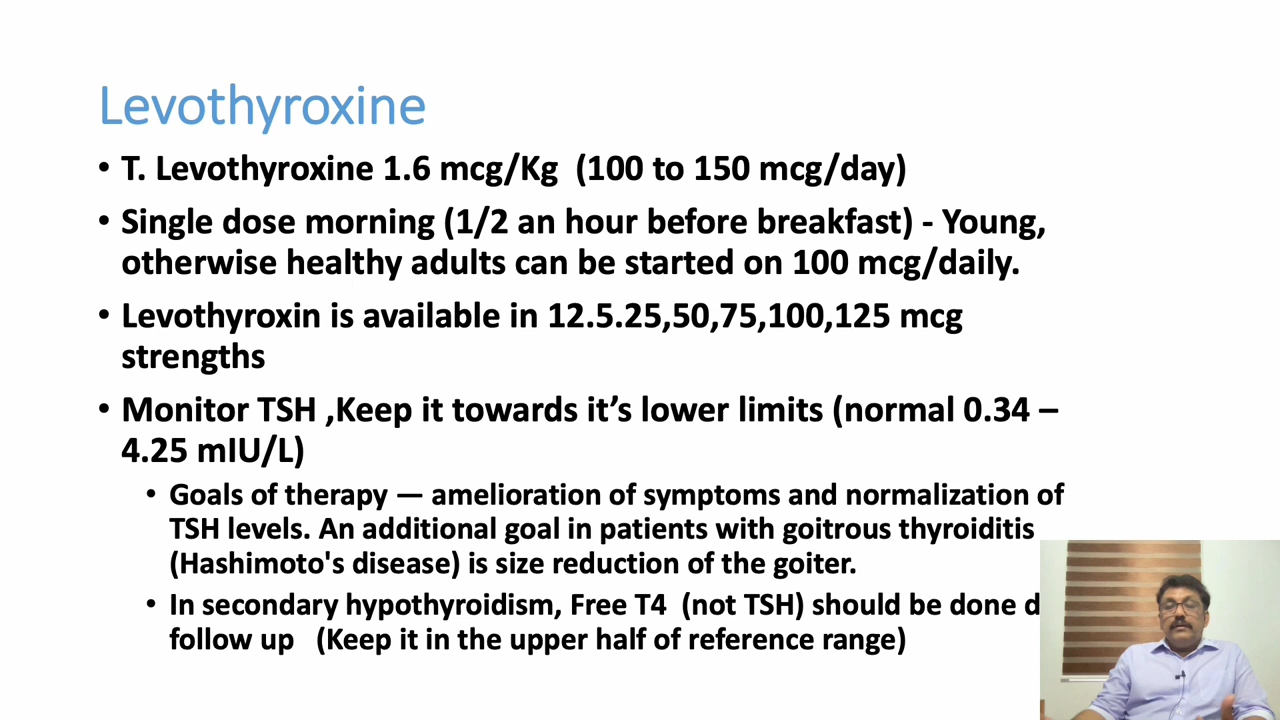 Levothyroxine
• T. Levothyroxine 1.6 mcg/Kg (100 to 150 mcg/day)
• Single dose morning (1/2 an hour before breakfast) - Young,
otherwise healthy adults can be started on 100 mcg/daily.
• Levothyroxin is available in 12.5.25,50,75,100,125 mcg
strengths
• Monitor TSH ,Keep it towards it’s lower limits (normal 0.34 –
4.25 mIU/L)
• Goals of therapy — amelioration of symptoms and normalization of
TSH levels. An additional goal in patients with goitrous thyroiditis
(Hashimoto's disease) is size reduction of the goiter.
• In secondary hypothyroidism, Free T4 (not TSH) should be done
follow up (Keep it in the upper half of reference range)